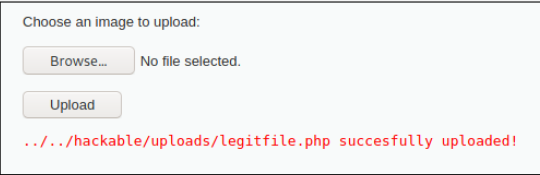 Choose an image to upload:
Browse... No file selected.
Upload
../../hackable/uploads/legitfile.php succesfully uploaded!